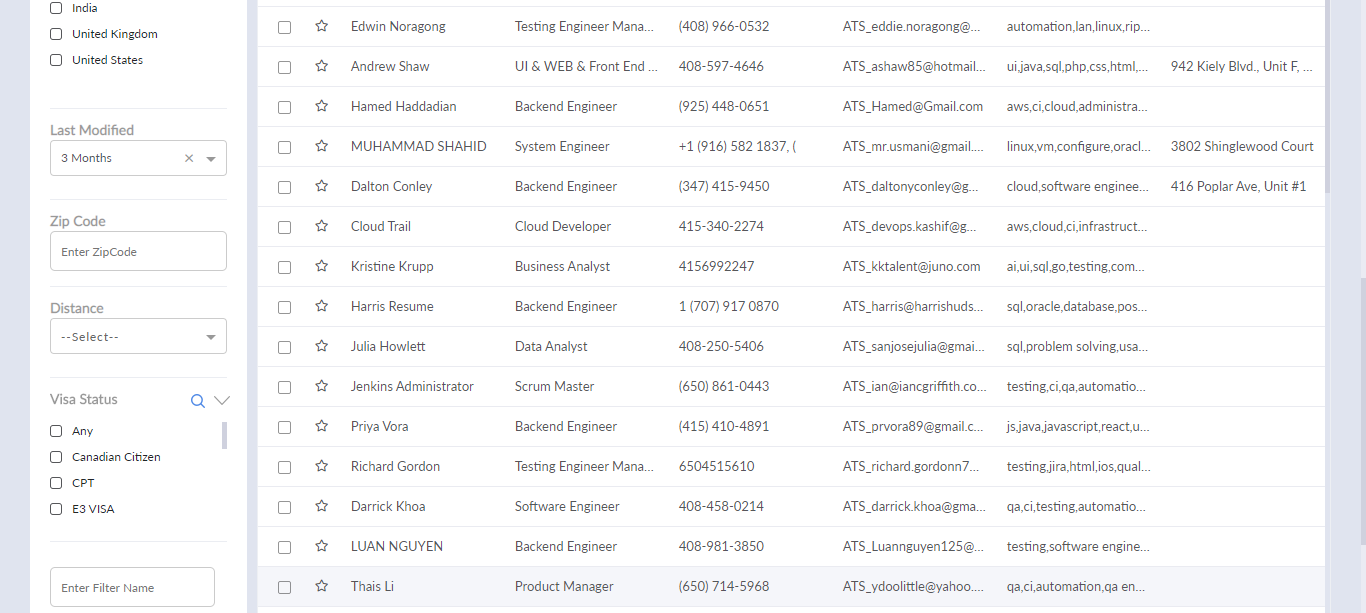 India
United Kingdom
United States
Last Modified
3 Months
Zip Code
Enter ZipCode
Distance
--Select--
Visa Status
Any
Canadian Citizen
CPT
E3 VISA
Enter Filter Name
Edwin Noragong Testing Engineer Mana... (408) 966-0532 ATS_eddie.noragong@... automation,lan,linux,rip...
Andrew Shaw UI & WEB & Front End ... 408-597-4646 ATS_ashaw85@hotmail... ui,java,sql,php,css,html,... 942 Kiely Blvd., Unit F, ...
Hamed Haddadian Backend Engineer (925) 448-0651 ATS_Hamed@Gmail.com aws,ci,cloud,administra...
MUHAMMAD SHAHID System Engineer +1 (916) 582 1837, ( ATS_mr.usmani@gmail.... linux,vm,configure,oracl... 3802 Shinglewood Court
Dalton Conley Backend Engineer (347) 415-9450 ATS_daltonyconley@g... cloud,software enginee... 416 Poplar Ave, Unit #1
Cloud Trail Cloud Developer 415-340-2274 ATS_devops.kashif@g... aws,cloud,ci,infrastruct...
Kristine Krupp Business Analyst 4156992247 ATS_kktalent@juno.com ai,ui,sql,go,testing,com...
Harris Resume Backend Engineer 1 (707) 917 0870 ATS_harris@harrishuds... sql,oracle,database,pos...
Julia Howlett Data Analyst 408-250-5406 ATS_sanjosejulia@gmai... sql,problem solving,usa...
Jenkins Administrator Scrum Master (650) 861-0443 ATS_ian@iancgriffith.co... testing,ci,qa,automatio...
Priya Vora Backend Engineer (415) 410-4891 ATS_prvora89@gmail.c... js,java,javascript,react,u...
Richard Gordon Testing Engineer Mana... 6504515610 ATS_richard.gordonn7... testing,jira,html,ios,qual...
Darrick Khoa Software Engineer 408-458-0214 ATS_darrick.khoa@gma... qa,ci,testing,automatio...
LUAN NGUYEN Backend Engineer 408-981-3850 ATS_Luannguyen125@... testing,software engine...
Thais Li Product Manager (650) 714-5968 ATS_ydoolittle@yahoo.... qa,ci,automation,qa en...